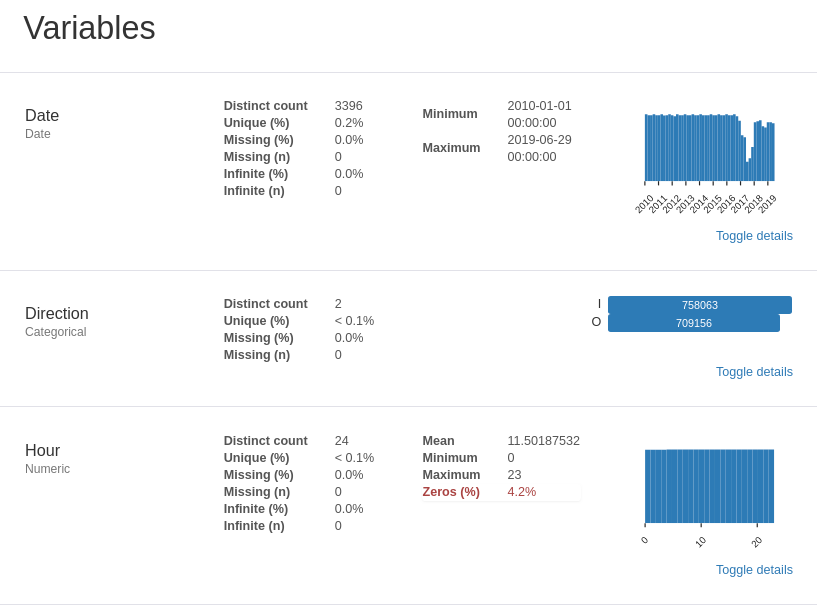 Variables
Date
Date
Distinct count 3396
Unique (%) 0.2%
Missing (%) 0.0%
Missing (n) 0
Infinite (%) 0.0%
Infinite (n) 0
Minimum 2010-01-01
00:00:00
Maximum 2019-06-29
00:00:00
2010 2011 2012 2013 2014 2015 2016 2017 2018 2019
Toggle details
Direction
Categorical
Distinct count 2
Unique (%) < 0.1%
Missing (%) 0.0%
Missing (n) 0
I 758063
O 709156
Toggle details
Hour
Numeric
Distinct count 24
Unique (%) < 0.1%
Missing (%) 0.0%
Missing (n) 0
Infinite (%) 0.0%
Infinite (n) 0
Mean 11.50187532
Minimum 0
Maximum 23
Zeros (%) 4.2%
0 10 20
Toggle details